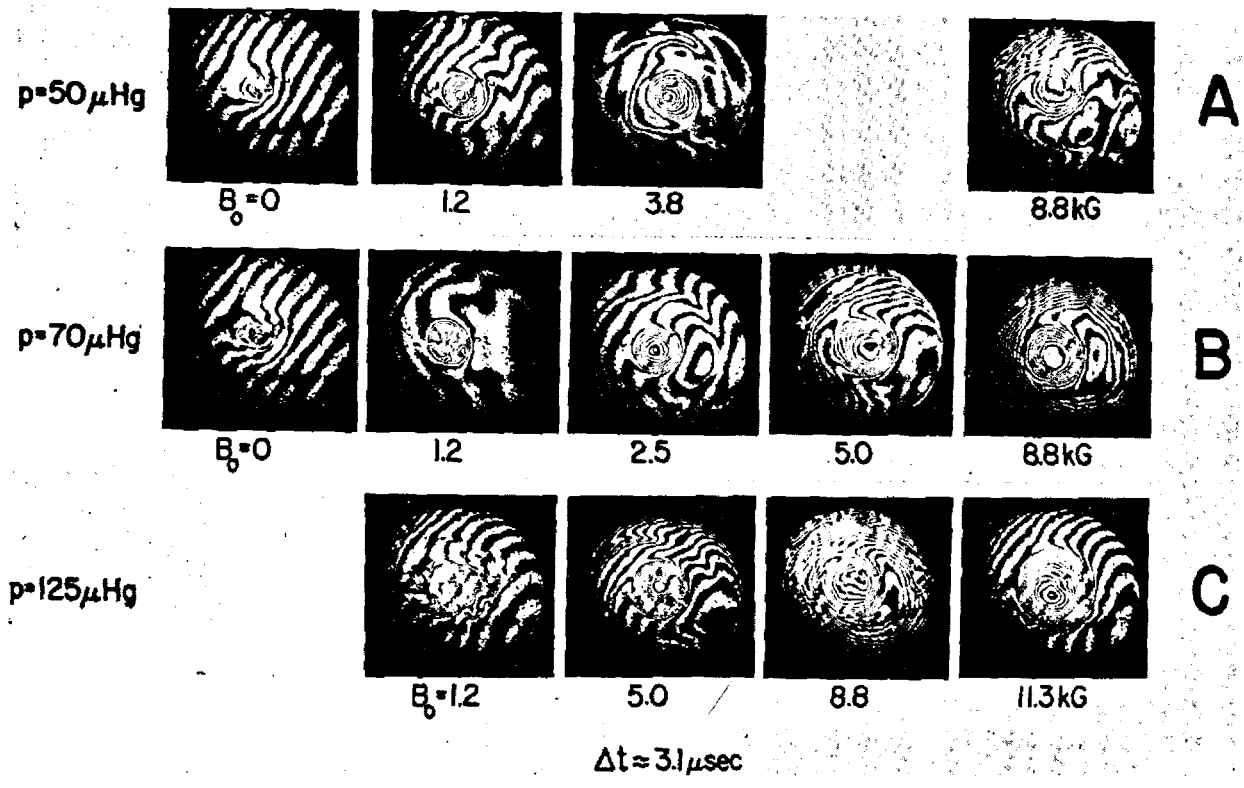 p=50μHg
B₀=0 1.2 3.8 8.8kG
A
p=70μHg
B₀=0 1.2 2.5 5.0 8.8kG
B
p=125μHg
B₀=1.2 5.0 8.8 11.3kG
C
Δt≈3.1μsec